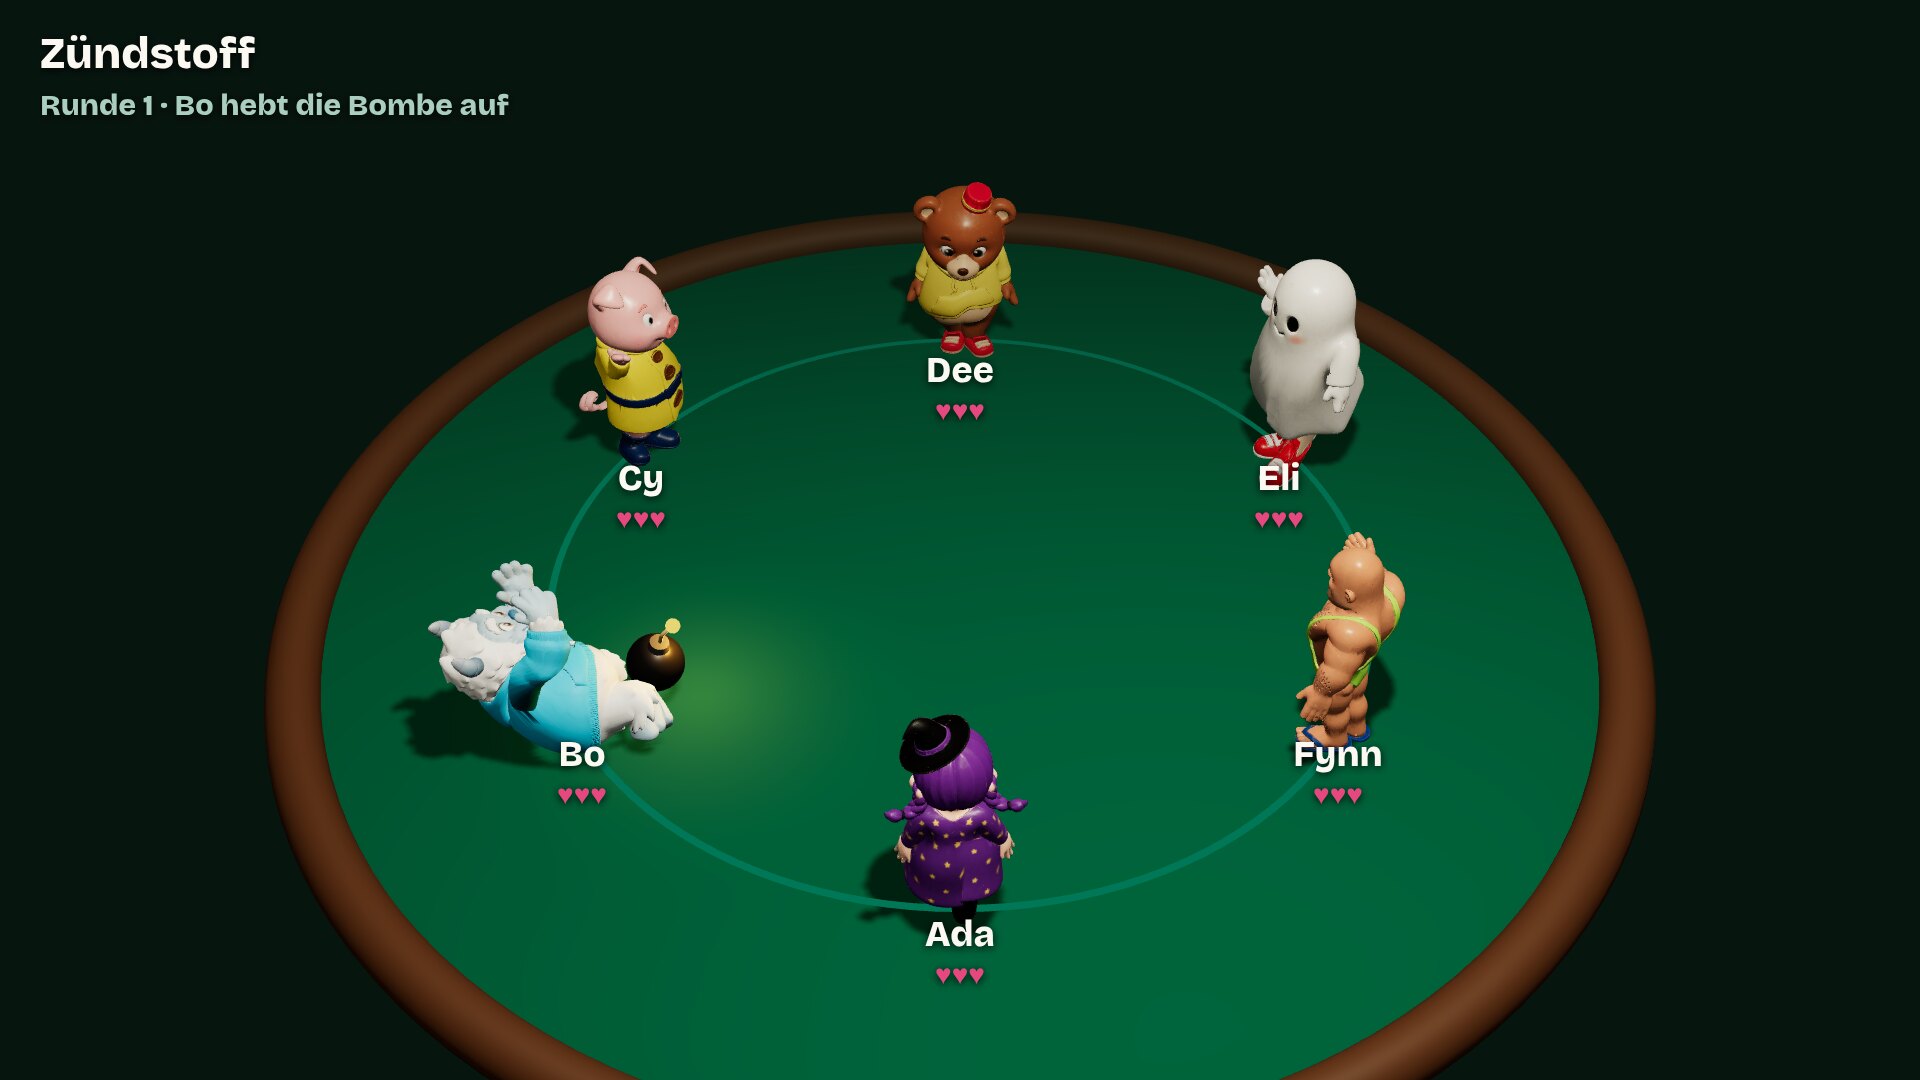 Zündstoff
Runde 1 · Bo hebt die Bombe auf
Dee
♥♥♥
Cy
♥♥♥
Eli
♥♥♥
Bo
♥♥♥
Fynn
♥♥♥
Ada
♥♥♥